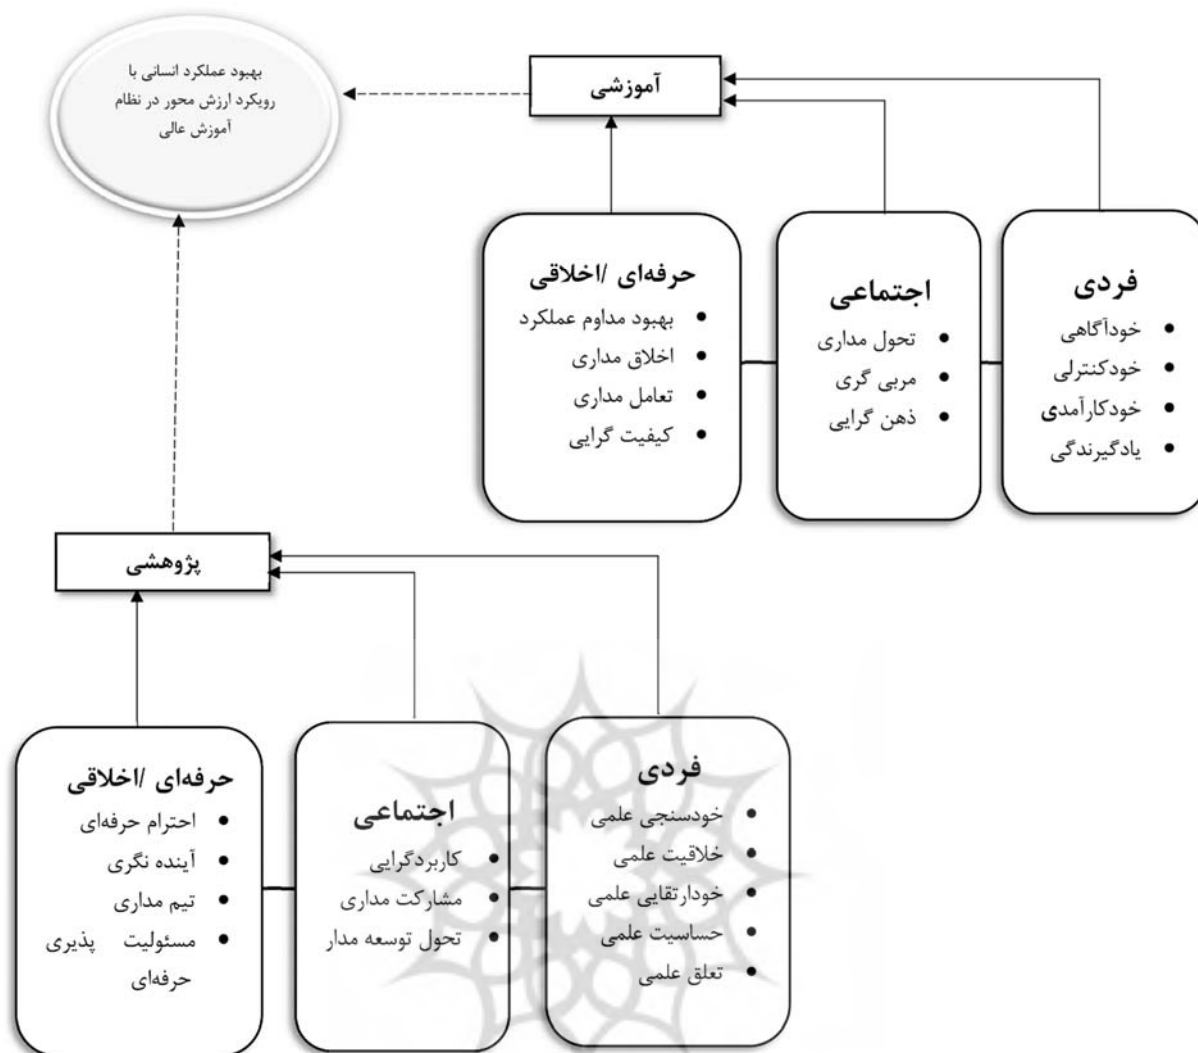 بهبود عملکرد انسانی با
رویکرد ارزش محور در نظام
آموزش عالی
آموزشی
فردی
خودآگاهی
خودکنترلی
خودکارآمدی
یادگیرندگی
اجتماعی
تحول مداری
مربی گری
ذهن گرایی
حرفه‌ای /اخلاقی
بهبود مداوم عملکرد
اخلاق مداری
تعامل مداری
کیفیت گرایی
پژوهشی
فردی
خودسنجی علمی
خلاقیت علمی
خودارتقایی علمی
حساسیت علمی
تعلق علمی
اجتماعی
کاربردگرایی
مشارکت مداری
تحول توسعه مدار
حرفه‌ای /اخلاقی
احترام حرفه‌ای
آینده نگری
تیم مداری
مسئولیت پذیری
حرفه‌ای